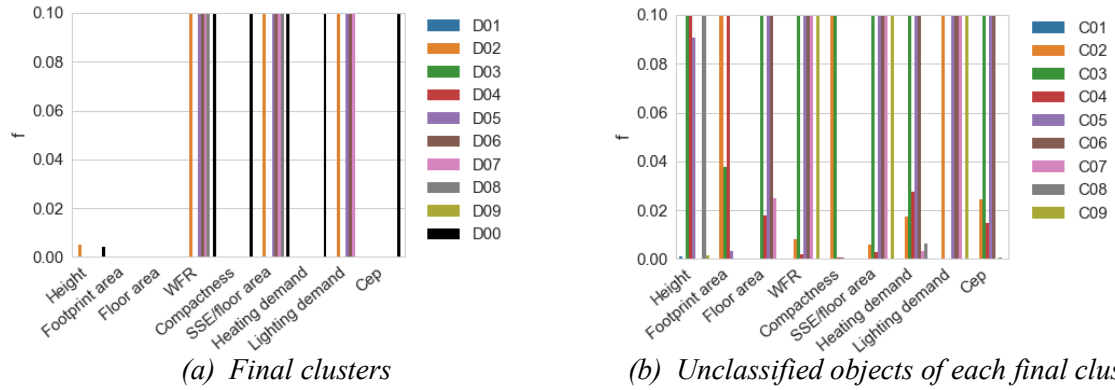 0.10
0.08
0.06
0.04
0.02
0.00
f
Height
Footprint area
Floor area
WFR
Compactness
SSE/floor area
Heating demand
Lighting demand
Cep
D01
D02
D03
D04
D05
D06
D07
D08
D09
D00
(a) Final clusters
0.10
0.08
0.06
0.04
0.02
0.00
f
Height
Footprint area
Floor area
WFR
Compactness
SSE/floor area
Heating demand
Lighting demand
Cep
C01
C02
C03
C04
C05
C06
C07
C08
C09
(b) Unclassified objects of each final clus